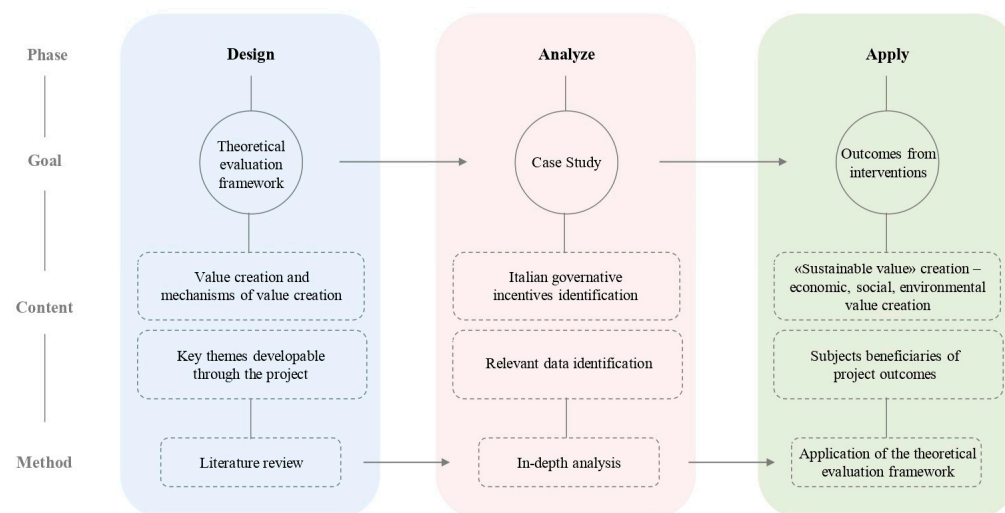 Phase
Design
Analyze
Apply
Goal
Theoretical
evaluation
framework
Case Study
Outcomes from
interventions
Content
Value creation and
mechanisms of value creation
Italian governative
incentives identification
«Sustainable value» creation –
economic, social, environmental
value creation
Key themes developable
through the project
Relevant data identification
Subjects beneficiaries of
project outcomes
Method
Literature review
In-depth analysis
Application of the theoretical
evaluation framework